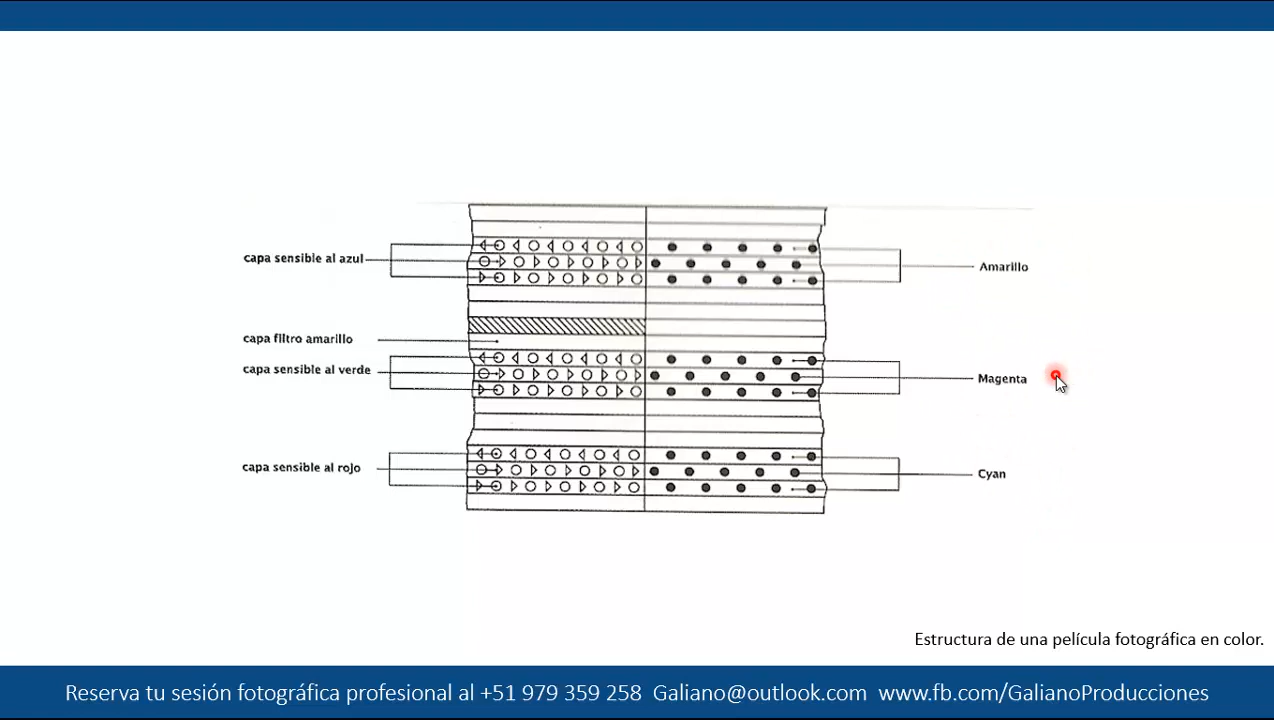 capa sensible al azul
Amarillo
capa filtro amarillo
capa sensible al verde
Magenta
capa sensible al rojo
Cyan
Estructura de una película fotográfica en color.
Reserva tu sesión fotográfica profesional al +51 979 359 258 Galiano@outlook.com www.fb.com/GalianoProducciones